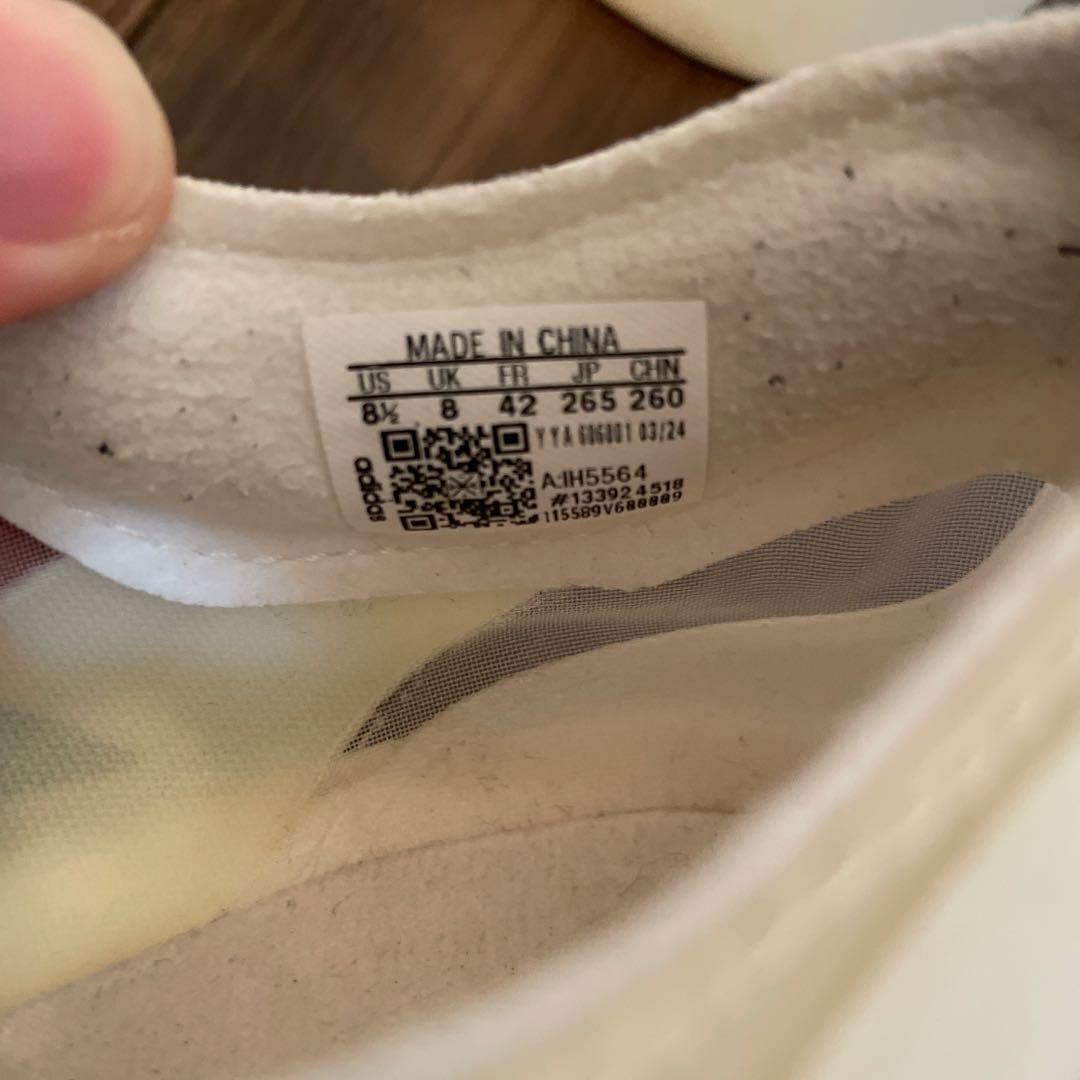 MADE IN CHINA
US UK FR JP CHN
8½ 8 42 265 260
YYA 606001 03/24
A:IH5564
#133924518
115589V600009
adidas